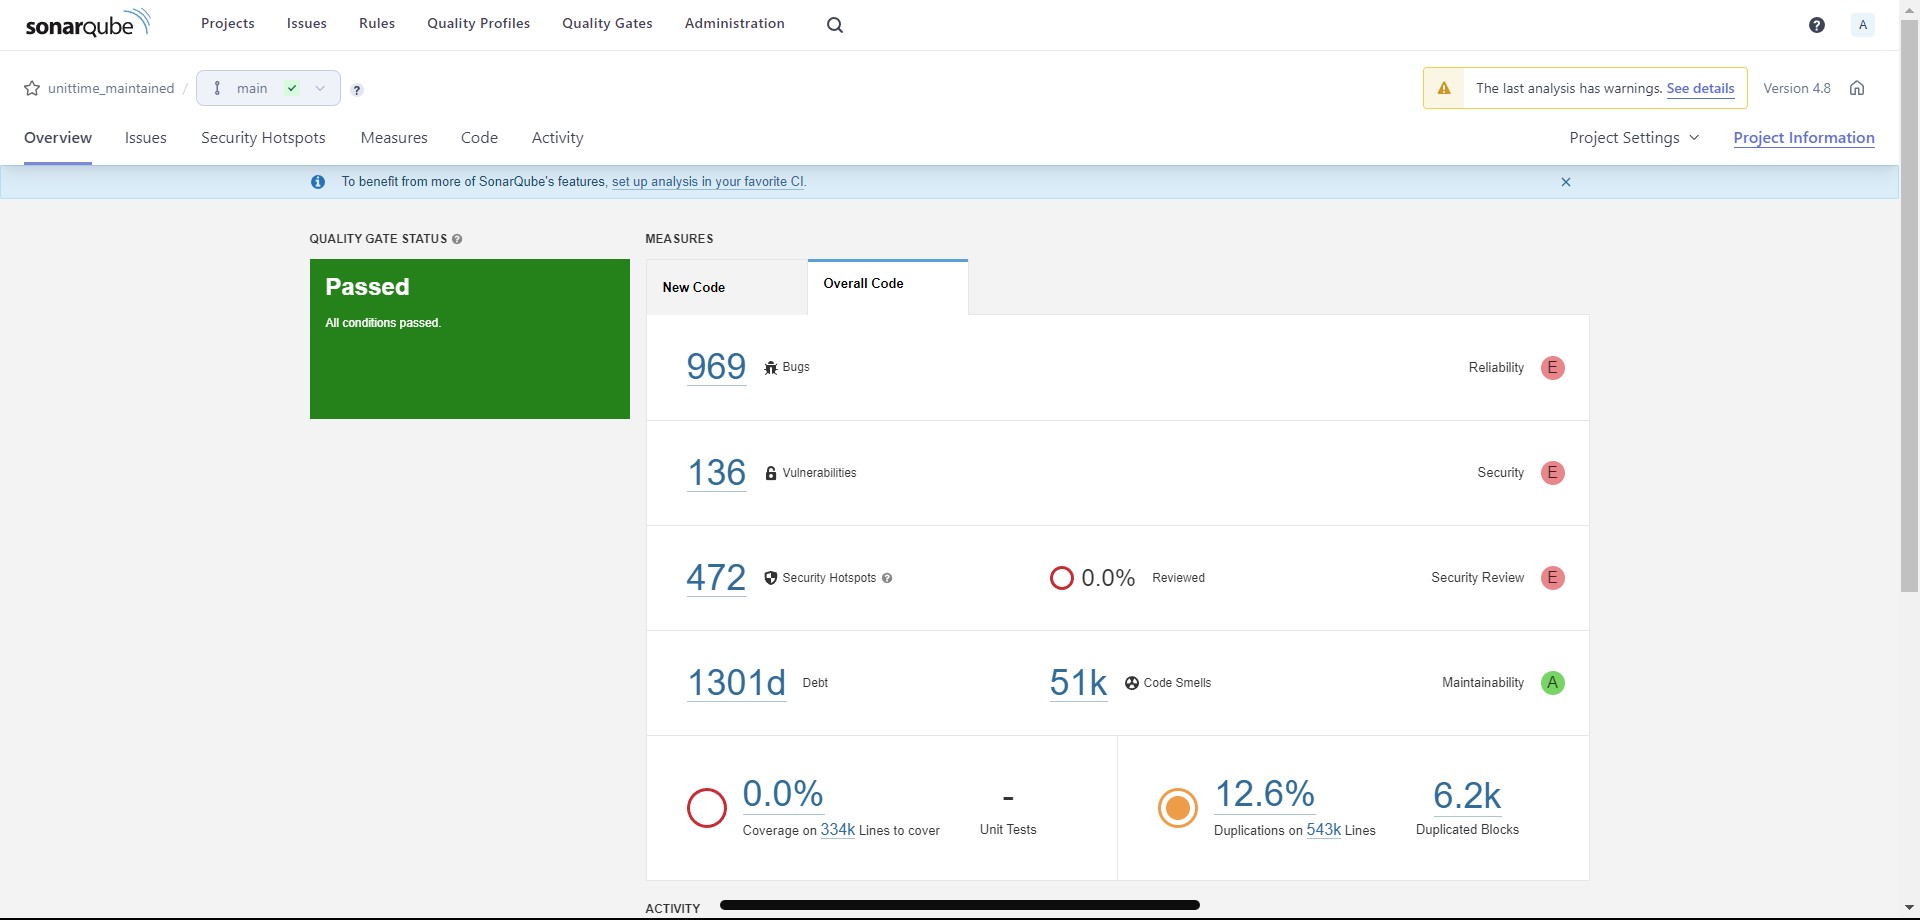 sonarqube Projects Issues Rules Quality Profiles Quality Gates Administration ? A
unittime_maintained / main ? The last analysis has warnings. See details Version 4.8
Overview Issues Security Hotspots Measures Code Activity Project Settings Project Information
To benefit from more of SonarQube's features, set up analysis in your favorite CI.
QUALITY GATE STATUS ?
Passed
All conditions passed.
MEASURES
New Code Overall Code
969 Bugs Reliability E
136 Vulnerabilities Security E
472 Security Hotspots ? 0.0% Reviewed Security Review E
1301d Debt 51k Code Smells Maintainability A
0.0% - 
Coverage on 334k Lines to cover Unit Tests
12.6% 6.2k
Duplications on 543k Lines Duplicated Blocks
ACTIVITY